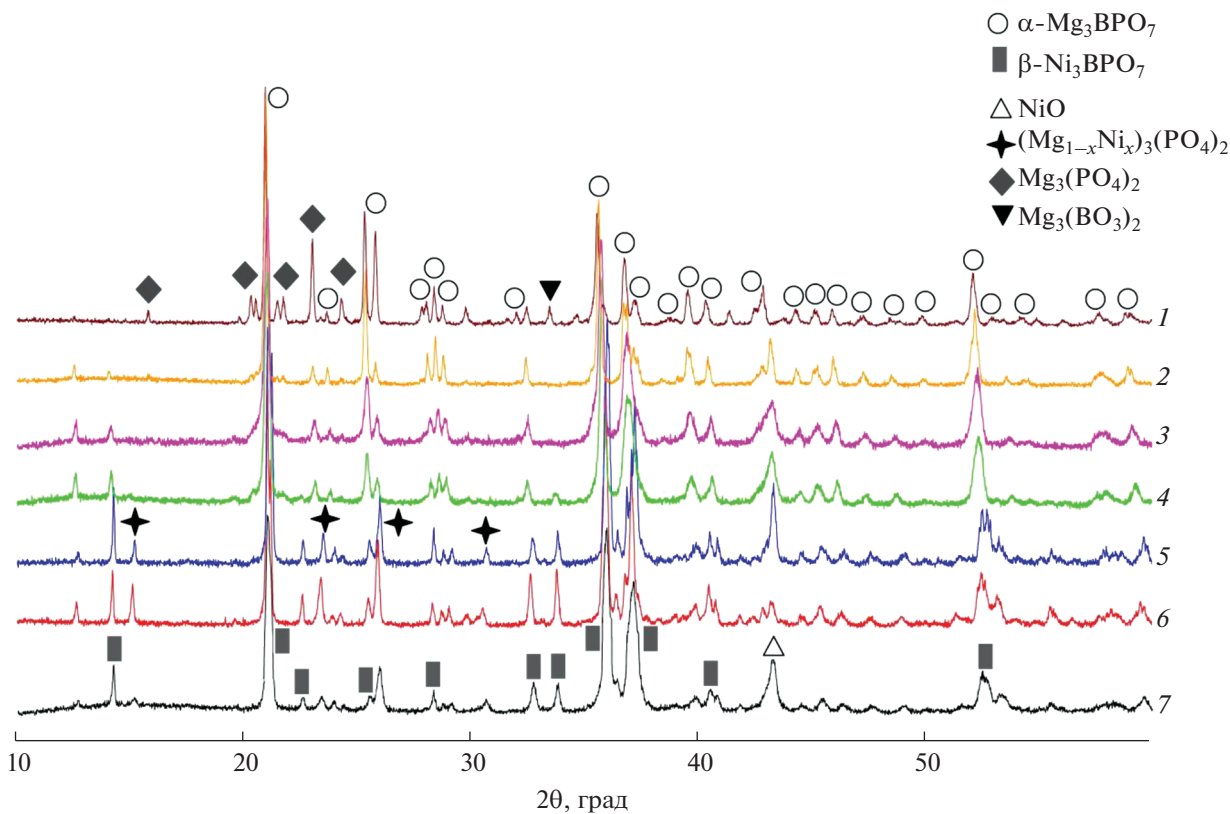 α-Mg₃BPO₇
β-Ni₃BPO₇
NiO
(Mg₁₋ₓNiₓ)₃(PO₄)₂
Mg₃(PO₄)₂
Mg₃(BO₃)₂
1
2
3
4
5
6
7
10 20 30 40 50
2θ, град